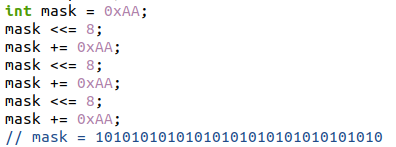 int mask = 0xAA;
mask <<= 8;
mask += 0xAA;
mask <<= 8;
mask += 0xAA;
mask <<= 8;
mask += 0xAA;
// mask = 10101010101010101010101010101010